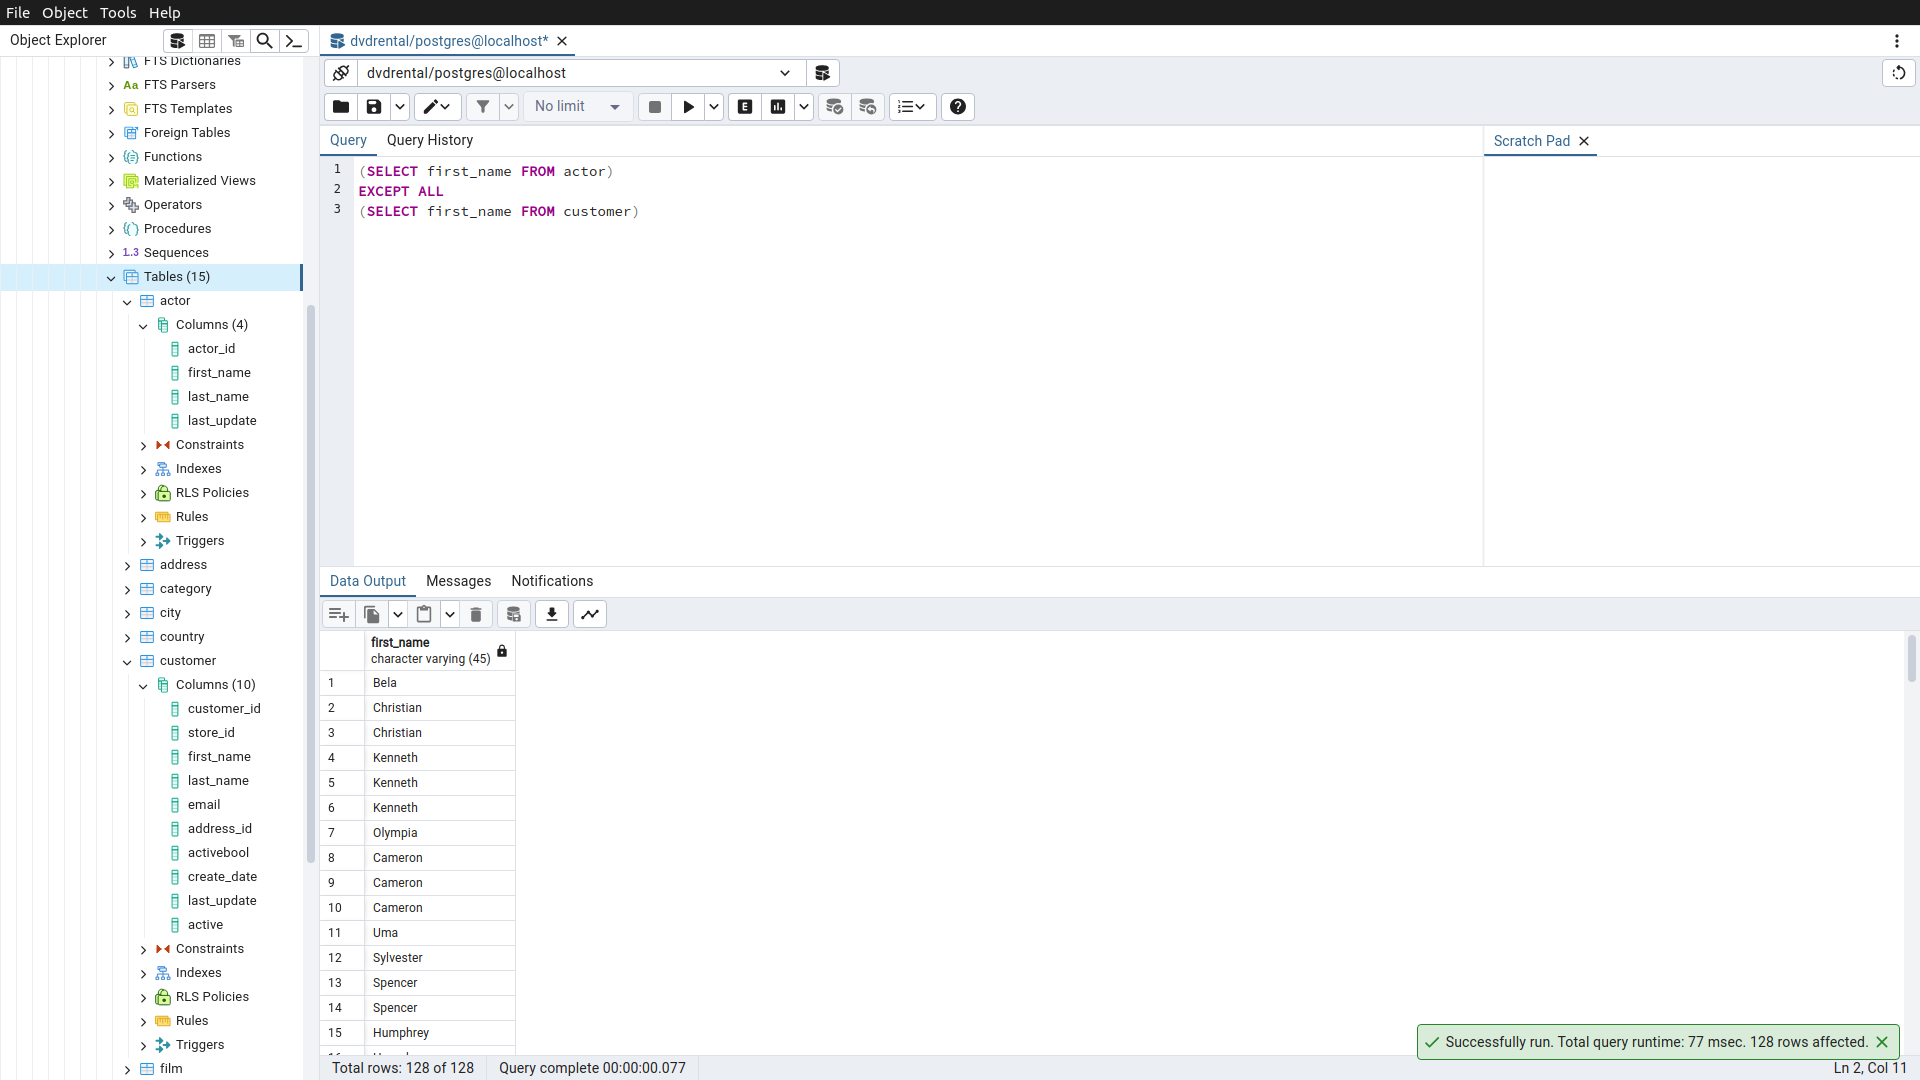 File Object Tools Help
Object Explorer
FTS Dictionaries
Aa FTS Parsers
FTS Templates
Foreign Tables
Functions
Materialized Views
Operators
Procedures
1.3 Sequences
Tables (15)
actor
Columns (4)
actor_id
first_name
last_name
last_update
Constraints
Indexes
RLS Policies
Rules
Triggers
address
category
city
country
customer
Columns (10)
customer_id
store_id
first_name
last_name
email
address_id
activebool
create_date
last_update
active
Constraints
Indexes
RLS Policies
Rules
Triggers
film
dvdrental/postgres@localhost*
dvdrental/postgres@localhost
No limit
E
Query Query History
Scratch Pad
1 (SELECT first_name FROM actor)
2 EXCEPT ALL
3 (SELECT first_name FROM customer)
Data Output Messages Notifications
first_name
character varying (45)
1 Bela
2 Christian
3 Christian
4 Kenneth
5 Kenneth
6 Kenneth
7 Olympia
8 Cameron
9 Cameron
10 Cameron
11 Uma
12 Sylvester
13 Spencer
14 Spencer
15 Humphrey
Successfully run. Total query runtime: 77 msec. 128 rows affected.
Total rows: 128 of 128 Query complete 00:00:00.077 Ln 2, Col 11